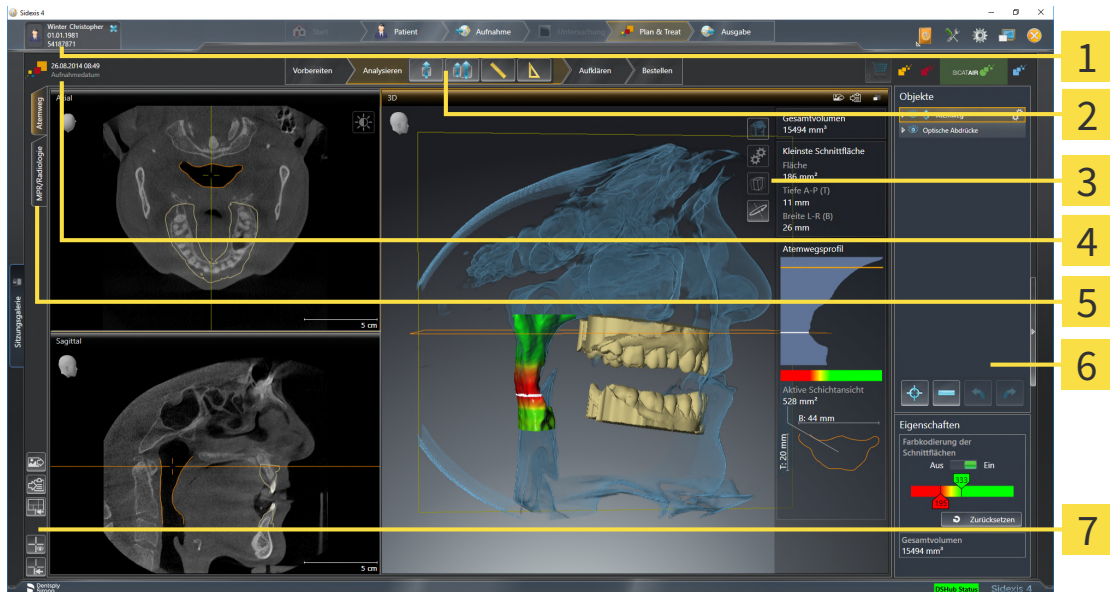 Sidexis 4
Winter Christopher
01.01.1981
54187871
Start
Patient
Aufnahme
Untersuchung
Plan & Treat
Ausgabe
26.08.2014 08:49
Aufnahmedatum
Vorbereiten
Analysieren
Aufklären
Bestellen
SICATAIR
Atemweg
MPR/Radiologie
Sitzungsgalerie
Axial
5 cm
Sagittal
5 cm
3D
Gesamtvolumen
15494 mm³
Kleinste Schnittfläche
Fläche
186 mm²
Tiefe A-P (T)
11 mm
Breite L-R (B)
26 mm
Atemwegsprofil
Aktive Schichtansicht
528 mm²
B: 44 mm
T: 20 mm
Objekte
Atemweg
Optische Abdrücke
Eigenschaften
Farbkodierung der
Schnittflächen
Aus
Ein
333
Zurücksetzen
Gesamtvolumen
15494 mm³
Dentsply
Sirona
DSHub Status
Sidexis 4
1
2
3
4
5
6
7